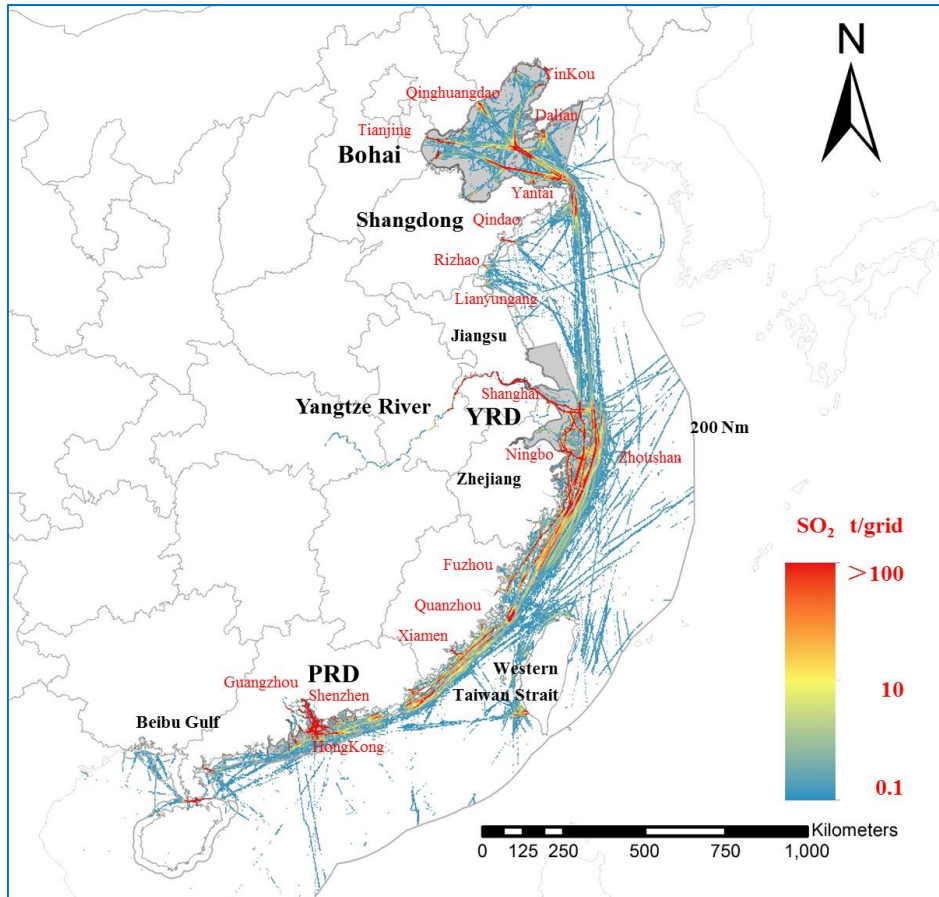 N
YinKou
Qinghuangdao
Dalian
Tianjing
Bohai
Yantai
Shangdong
Qindao
Rizhao
Lianyungang
Jiangsu
Shanghai
Yangtze River
YRD
200 Nm
Ningbo
Zhoushan
Zhejiang
SO2 t/grid
Fuzhou
>100
Quanzhou
Xiamen
Western
Taiwan Strait
PRD
Guangzhou
Shenzhen
10
Beibu Gulf
HongKong
0.1
Kilometers
0 125 250 500 750 1,000